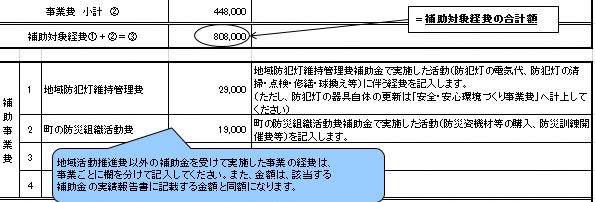 事業費 小計 ② 448,000
補助対象経費①+②=③ 808,000
=補助対象経費の合計額
補助事業費
1 地域防犯灯維持管理費 29,000
地域防犯灯維持管理費補助金で実施した活動(防犯灯の電気代、防犯灯の清
掃・点検・修繕・球換え等)に伴う経費を記入します。
(ただし、防犯灯の器具自体の更新は「安全・安心環境づくり事業費」へ計上して
ください)
2 町の防災組織活動費 19,000
町の防災組織活動費補助金で実施した活動(防災資機材等の購入、防災訓練開
催費等)を記入します。
3
4
地域活動推進費以外の補助金を受けて実施した事業の経費は、
事業ごとに欄を分けて記入してください。また、金額は、該当する
補助金の実績報告書に記載する金額と同額になります。